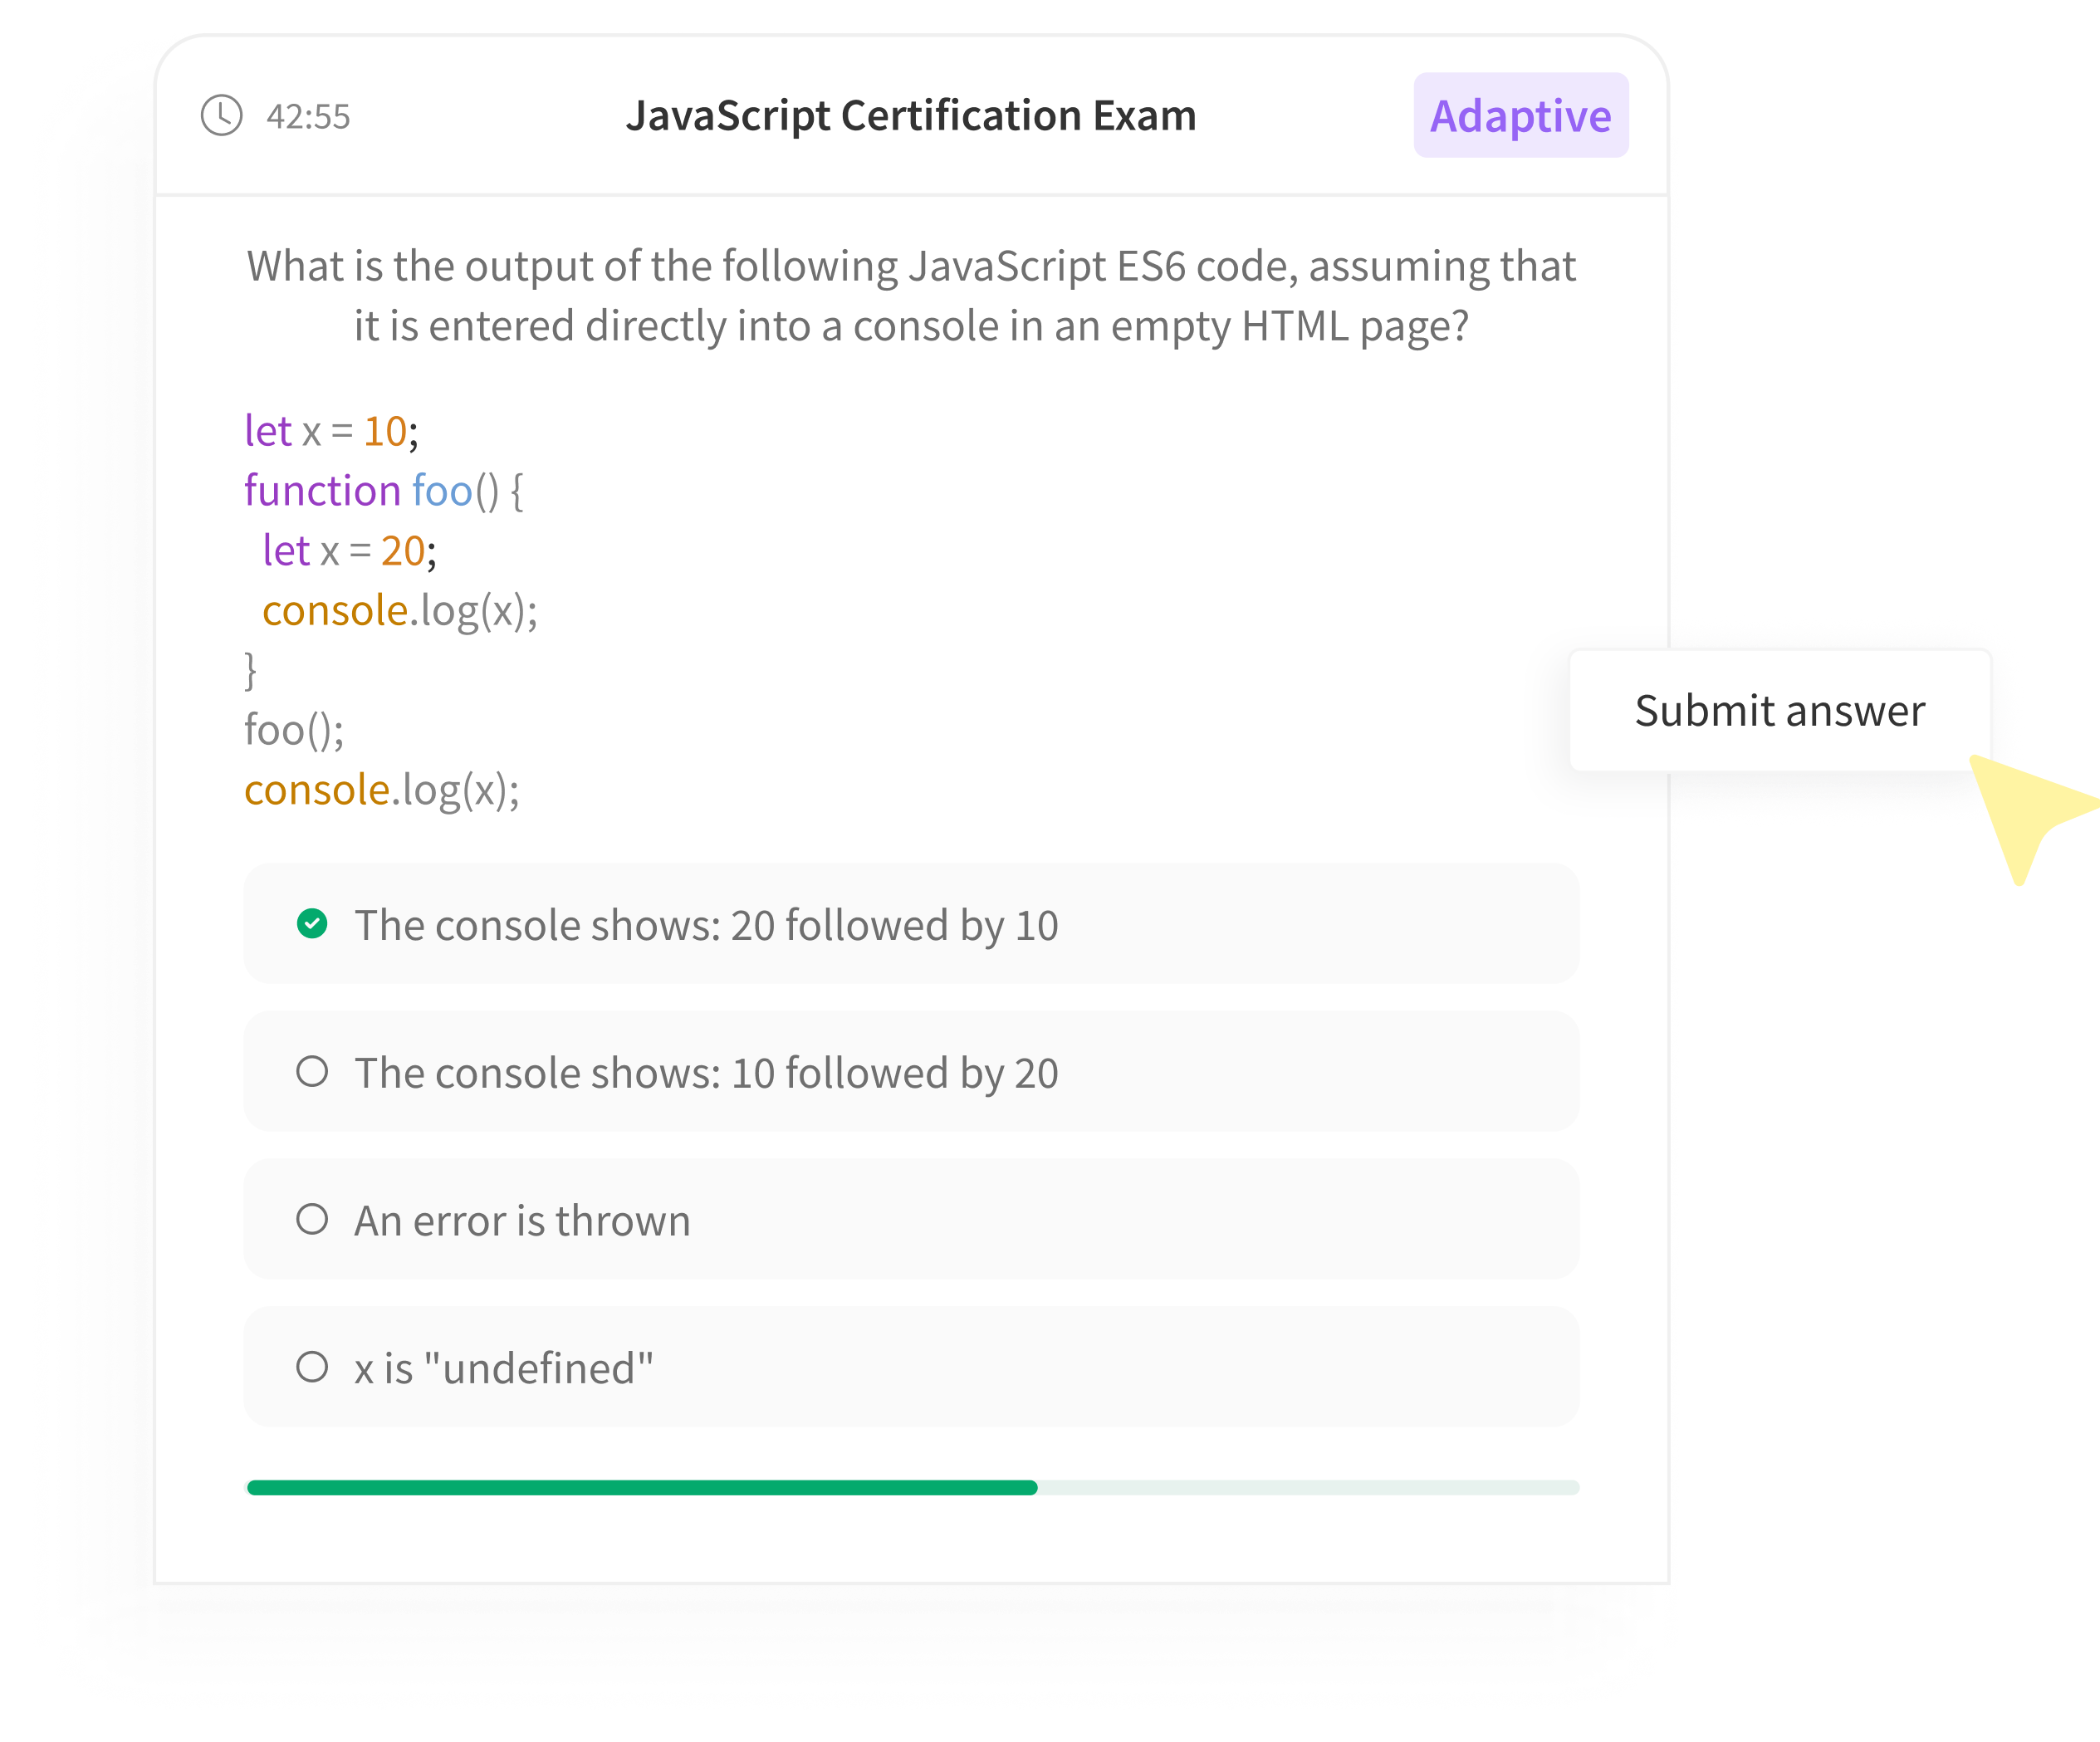 42:55
JavaScript Certification Exam
Adaptive
What is the output of the following JavaScript ES6 code, assuming that
it is entered directly into a console in an empty HTML page?
let x = 10;
function foo() {
let x = 20;
console.log(x);
}
foo();
console.log(x);
Submit answer
The console shows: 20 followed by 10
The console shows: 10 followed by 20
An error is thrown
x is "undefined"